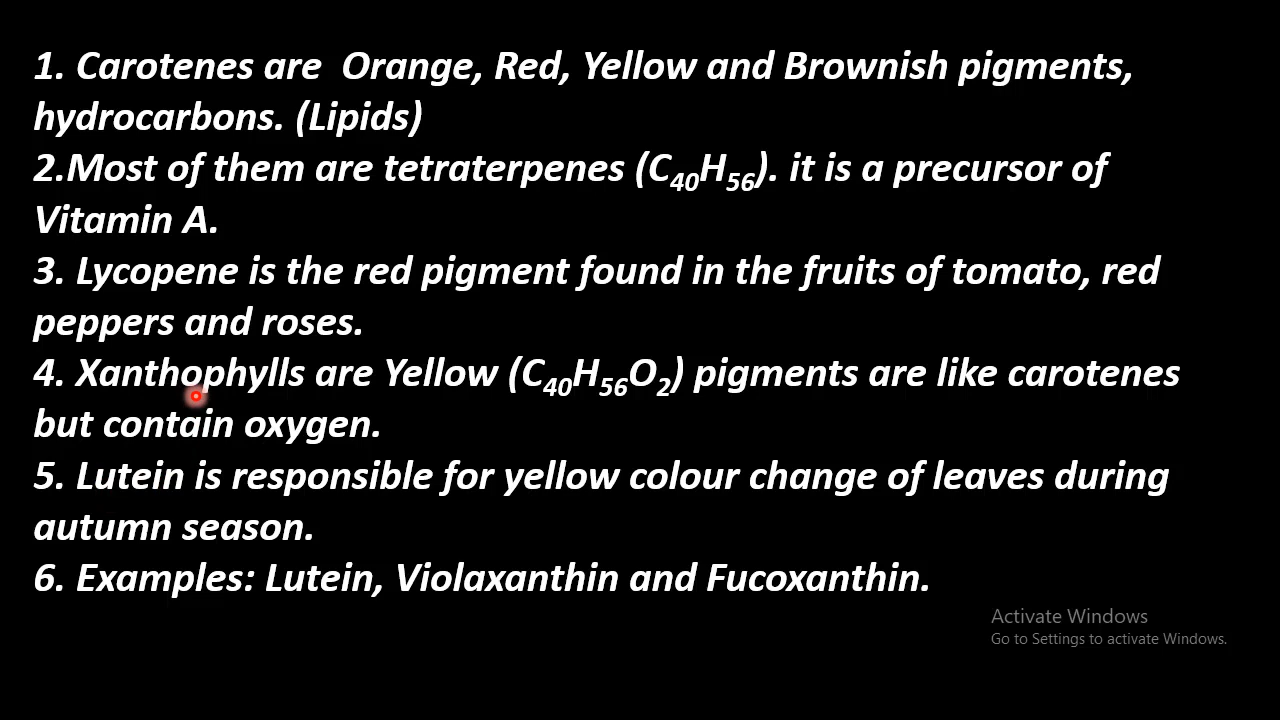 1. Carotenes are  Orange, Red, Yellow and Brownish pigments,
hydrocarbons. (Lipids)
2.Most of them are tetraterpenes (C₄₀H₅₆). it is a precursor of
Vitamin A.
3. Lycopene is the red pigment found in the fruits of tomato, red
peppers and roses.
4. Xanthophylls are Yellow (C₄₀H₅₆O₂) pigments are like carotenes
but contain oxygen.
5. Lutein is responsible for yellow colour change of leaves during
autumn season.
6. Examples: Lutein, Violaxanthin and Fucoxanthin.
Activate Windows
Go to Settings to activate Windows.